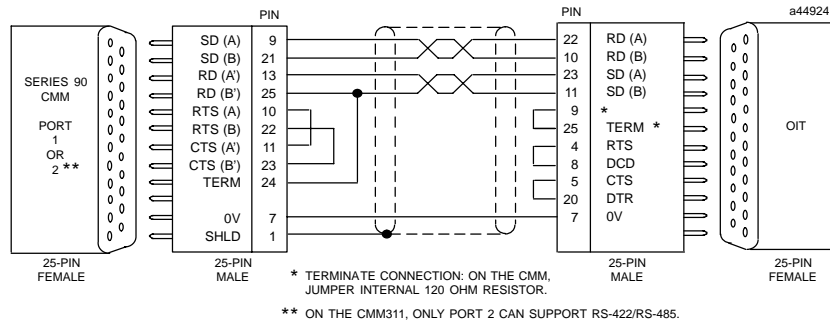 a44924
PIN
PIN
SERIES 90
CMM
PORT
1
OR
2 **
SD (A) 9
SD (B) 21
RD (A') 13
RD (B') 25
RTS (A) 10
RTS (B) 22
CTS (A') 11
CTS (B') 23
TERM 24
0V 7
SHLD 1
22 RD (A)
10 RD (B)
23 SD (A)
11 SD (B)
9 *
25 TERM *
4 RTS
8 DCD
5 CTS
20 DTR
7 0V
OIT
25-PIN
FEMALE
25-PIN
MALE
25-PIN
MALE
25-PIN
FEMALE
* TERMINATE CONNECTION: ON THE CMM,
JUMPER INTERNAL 120 OHM RESISTOR.
** ON THE CMM311, ONLY PORT 2 CAN SUPPORT RS-422/RS-485.